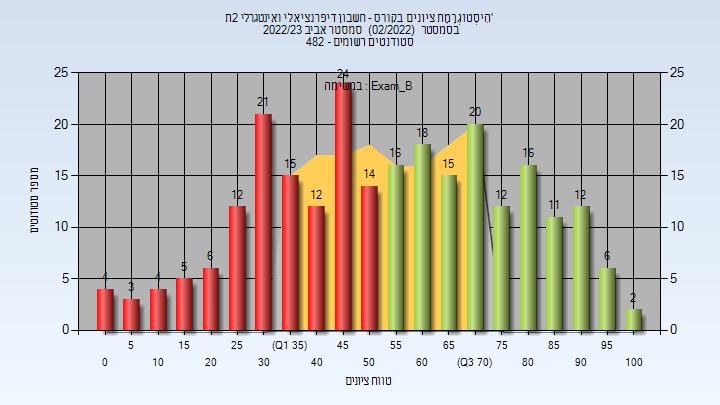 הִיסְטוֹגְרָמַת ציונים בקורס - חשבון דיפרנציאלי ואינטגרלי 2ח'
בסמסטר (02/2022) סמסטר אביב 2022/23
סטודנטים רשומים - 482
במשימה : Exam_B
מספר סטודנטים
25 20 15 10 5 0
4 3 4 5 6 12 21 15 12 24 14 16 18 15 20 12 16 11 12 6 2
25 20 15 10 5 0
5 15 25 (Q1 35) 45 55 65 75 85 95
0 10 20 30 40 50 60 (Q3 70) 80 90 100
טווח ציונים